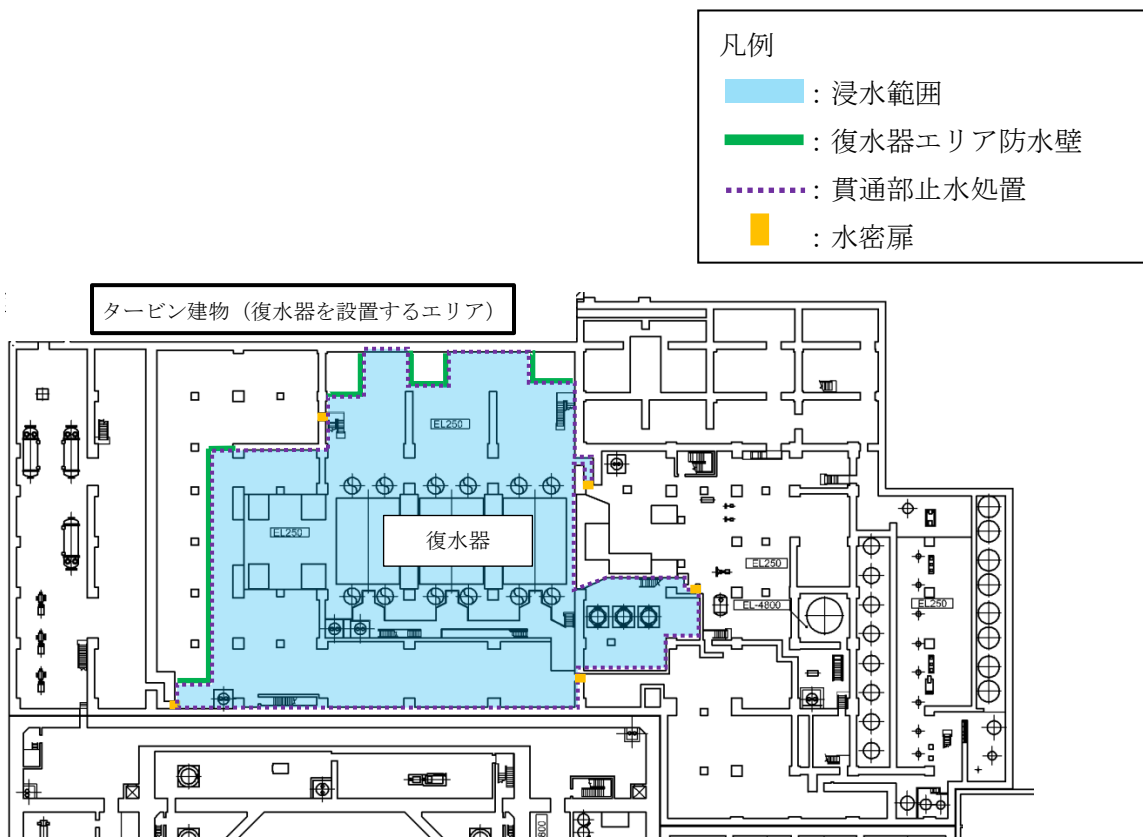 凡例
：浸水範囲
：復水器エリア防水壁
：貫通部止水処置
：水密扉
タービン建物（復水器を設置するエリア）
EL250
EL250
復水器
EL250
EL-4800
EL250